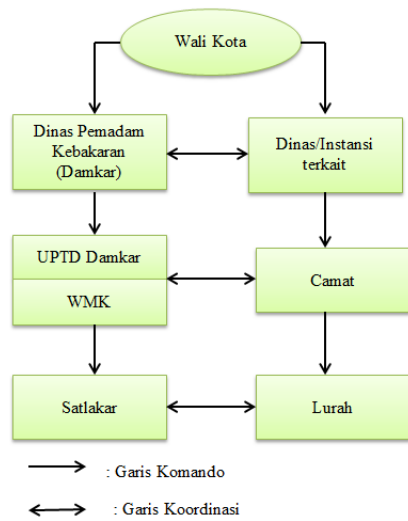 Wali Kota
Dinas Pemadam
Kebakaran
(Damkar)
Dinas/Instansi
terkait
UPTD Damkar
WMK
Camat
Satlakar
Lurah
: Garis Komando
: Garis Koordinasi